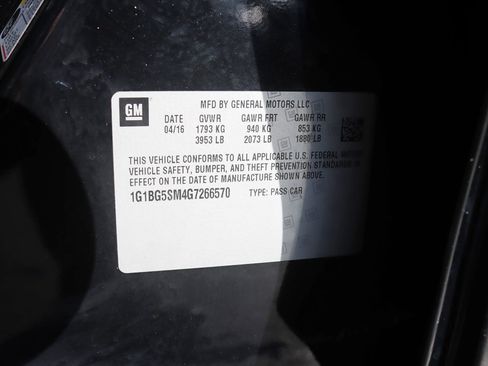 GM
MFD BY GENERAL MOTORS LLC
DATE GVWR GAWR FRT GAWR RR
04/16 1793 KG 940 KG 853 KG
3953 LB 2073 LB 1880 LB
THIS VEHICLE CONFORMS TO ALL APPLICABLE U.S. FEDERAL MOTOR
VEHICLE SAFETY, BUMPER, AND THEFT PREVENTION STANDARDS IN
EFFECT ON THE DATE OF MANUFACTURE SHOWN ABOVE.
1G1BG5SM4G7266570 TYPE: PASS CAR